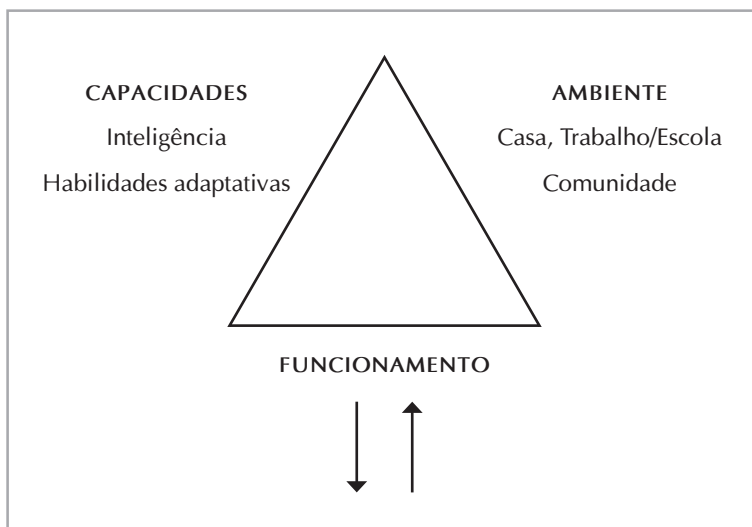 CAPACIDADES
Inteligência
Habilidades adaptativas
AMBIENTE
Casa, Trabalho/Escola
Comunidade
FUNCIONAMENTO